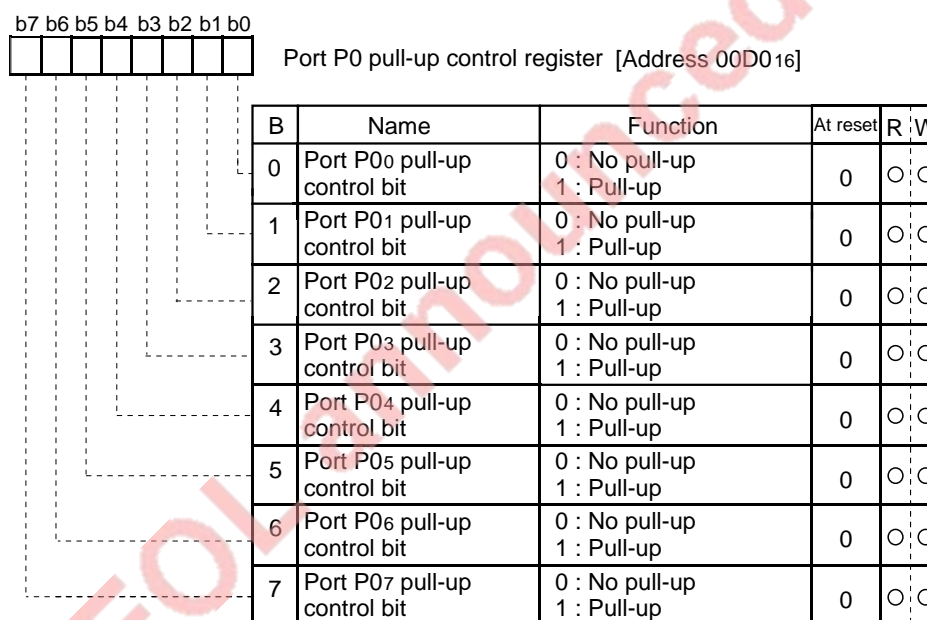 b7 b6 b5 b4 b3 b2 b1 b0
Port P0 pull-up control register [Address 00D016]
B Name Function At reset R W
0 Port P00 pull-up control bit 0 : No pull-up 1 : Pull-up 0
1 Port P01 pull-up control bit 0 : No pull-up 1 : Pull-up 0
2 Port P02 pull-up control bit 0 : No pull-up 1 : Pull-up 0
3 Port P03 pull-up control bit 0 : No pull-up 1 : Pull-up 0
4 Port P04 pull-up control bit 0 : No pull-up 1 : Pull-up 0
5 Port P05 pull-up control bit 0 : No pull-up 1 : Pull-up 0
6 Port P06 pull-up control bit 0 : No pull-up 1 : Pull-up 0
7 Port P07 pull-up control bit 0 : No pull-up 1 : Pull-up 0
EOL announced